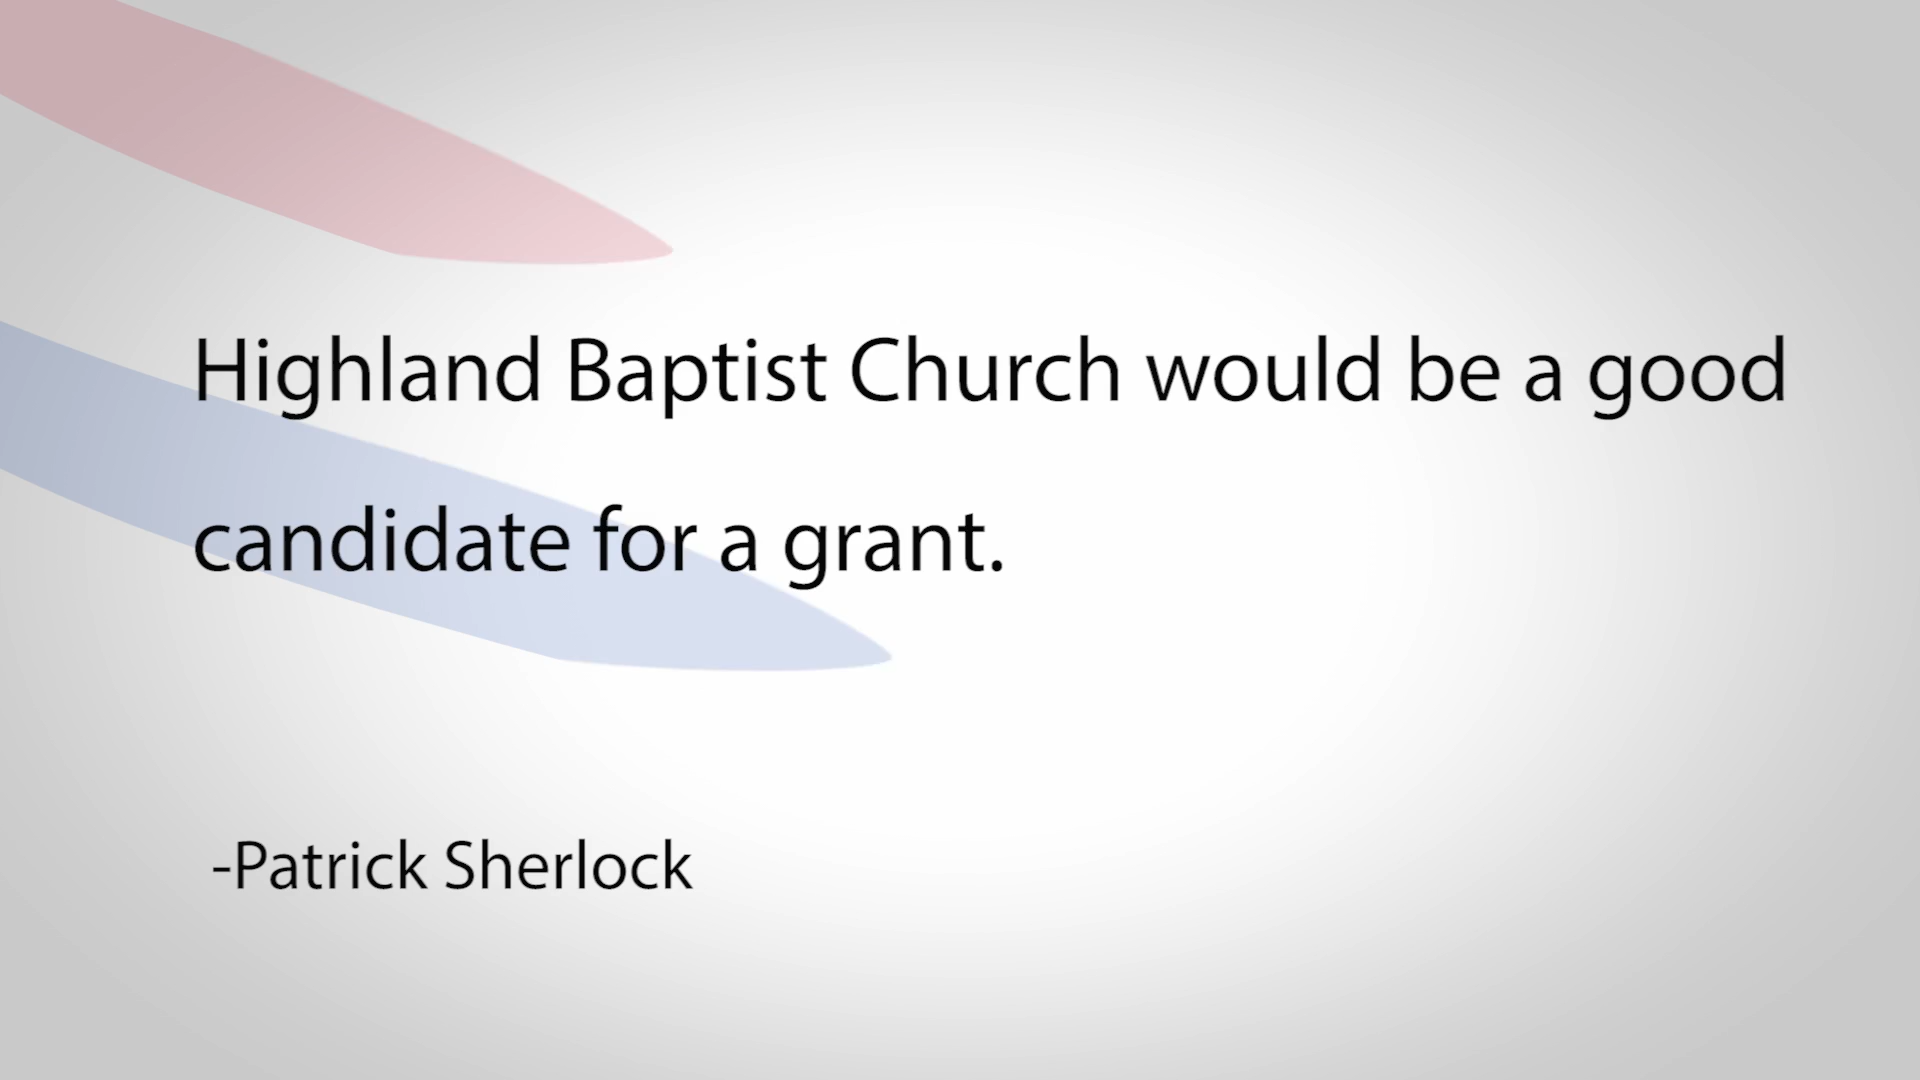 Highland Baptist Church would be a good
candidate for a grant.
-Patrick Sherlock